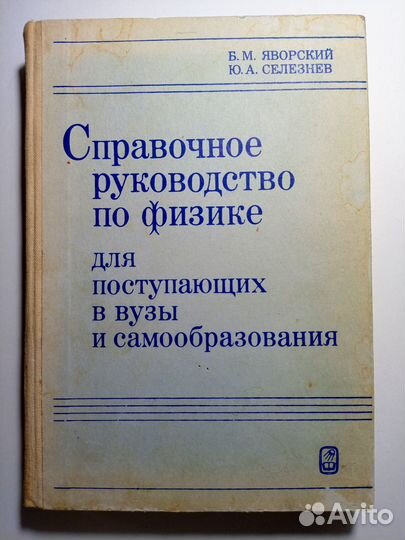 Б. М. ЯВОРСКИЙ
Ю. А. СЕЛЕЗНЕВ
Справочное
руководство
по физике
для
поступающих
в вузы
и самообразования
Avito